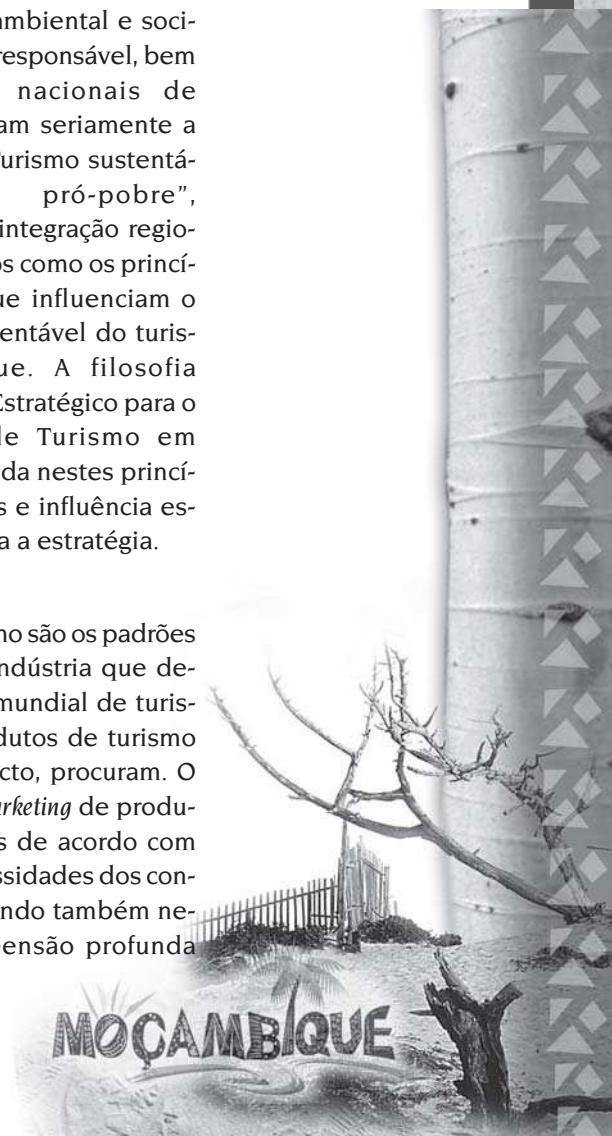 ambiental e soci-
responsável, bem
nacionais de
am seriamente a
Turismo sustentá-
pró-pobre",
integração regio-
os como os princí-
ue influenciam o
entável do turis-
ue. A filosofia
Estratégico para o
de Turismo em
da nestes princí-
s e influência es-
a a estratégia.
no são os padrões
indústria que de-
mundial de turis-
dutos de turismo
cto, procuram. O
arketing de produ-
s de acordo com
ssidades dos con-
ndo também ne-
ensão profunda
MOÇAMBIQUE